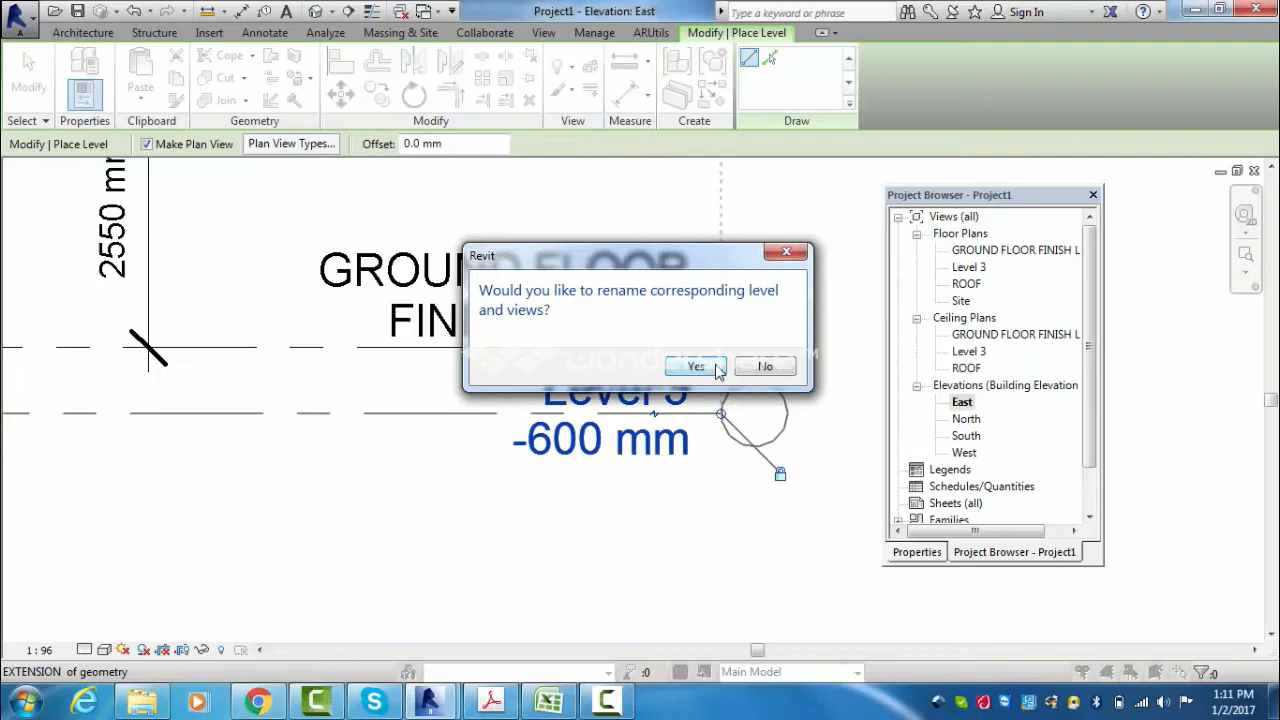 Project1 - Elevation: East
Type a keyword or phrase
Sign In
Architecture
Structure
Insert
Annotate
Analyze
Massing & Site
Collaborate
View
Manage
ARUtils
Modify | Place Level
Modify
Paste
Cope
Cut
Join
Select
Properties
Clipboard
Geometry
Modify
View
Measure
Create
Draw
Modify | Place Level
Make Plan View
Plan View Types...
Offset:
0.0 mm
2550 mm
GROUND FLOOR
FIN
Level 3
-600 mm
Revit
Would you like to rename corresponding level
and views?
Yes
No
Project Browser - Project1
Views (all)
Floor Plans
GROUND FLOOR FINISH L
Level 3
ROOF
Site
Ceiling Plans
GROUND FLOOR FINISH L
Level 3
ROOF
Elevations (Building Elevation
East
North
South
West
Legends
Schedules/Quantities
Sheets (all)
Families
Properties
Project Browser - Project1
1 : 96
EXTENSION of geometry
:0
Main Model
:0
1:11 PM
1/2/2017